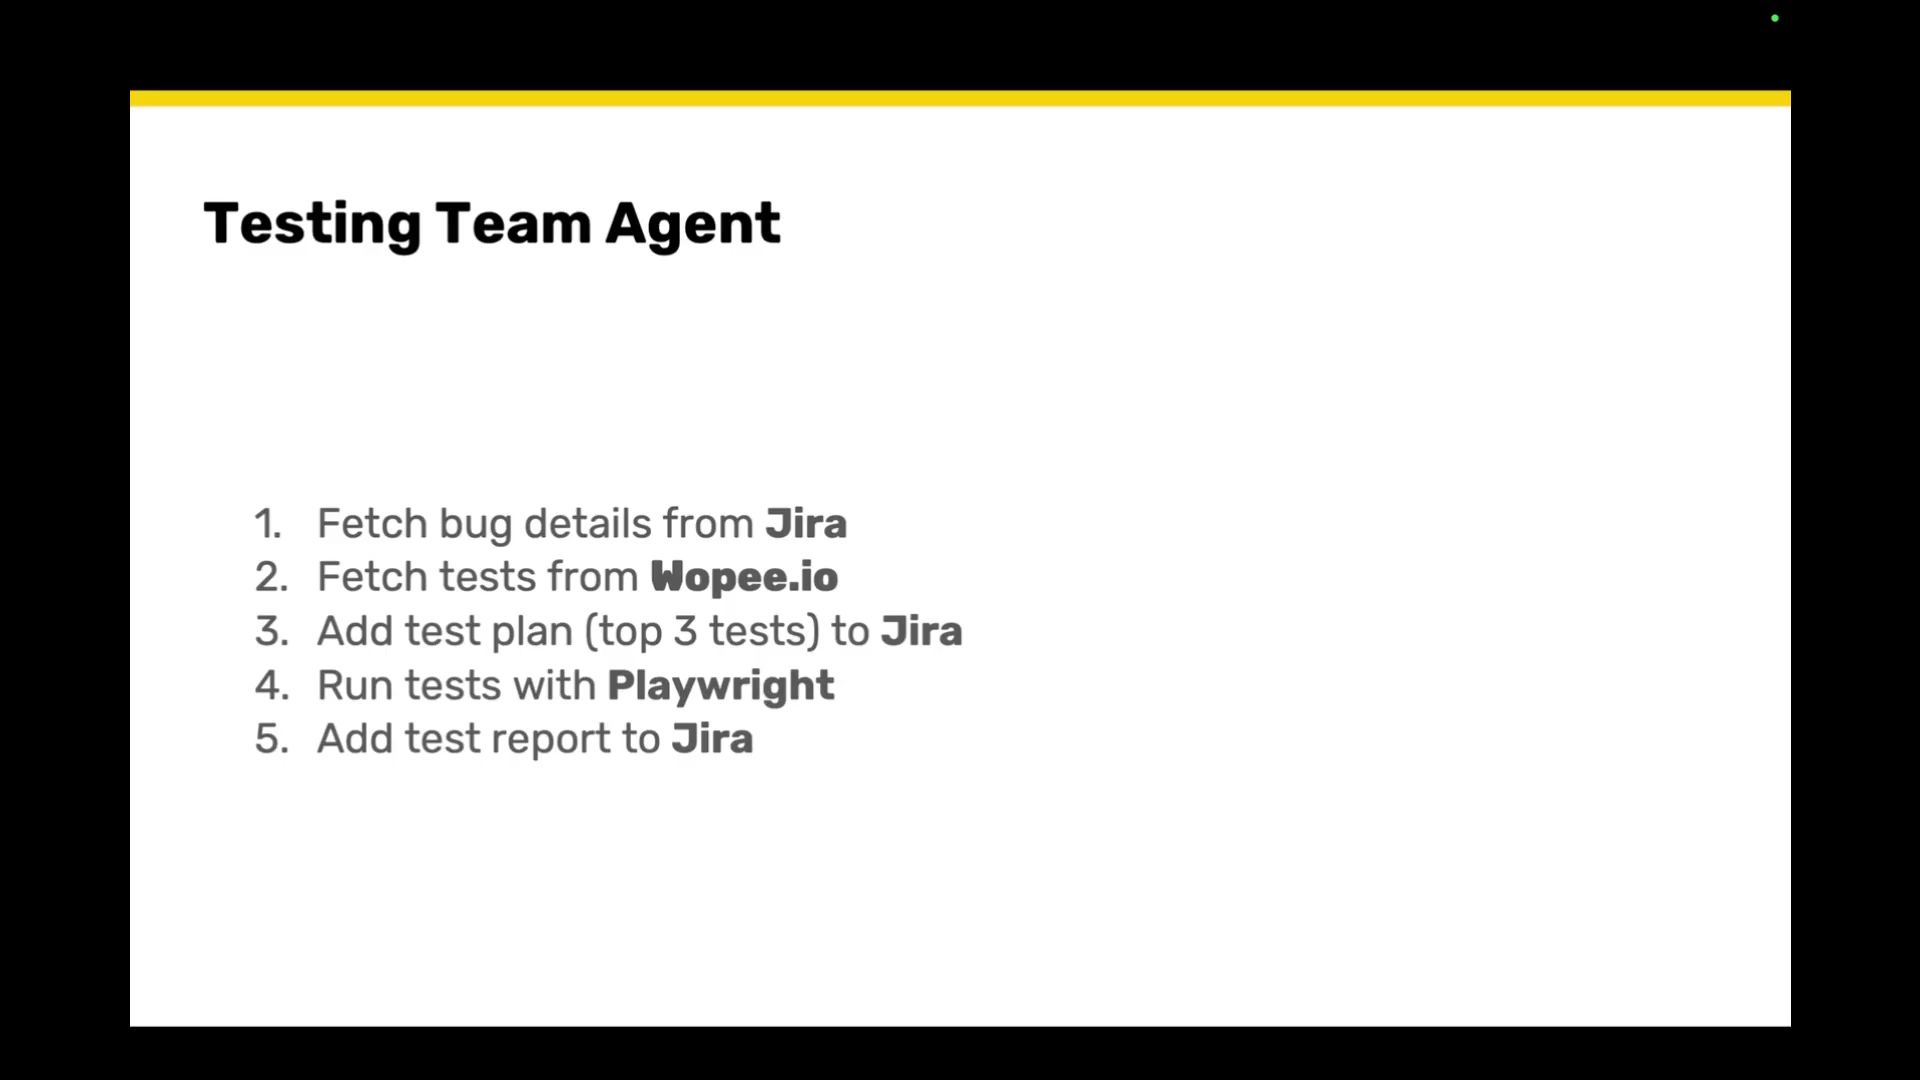 Testing Team Agent
1. Fetch bug details from Jira
2. Fetch tests from Wopee.io
3. Add test plan (top 3 tests) to Jira
4. Run tests with Playwright
5. Add test report to Jira